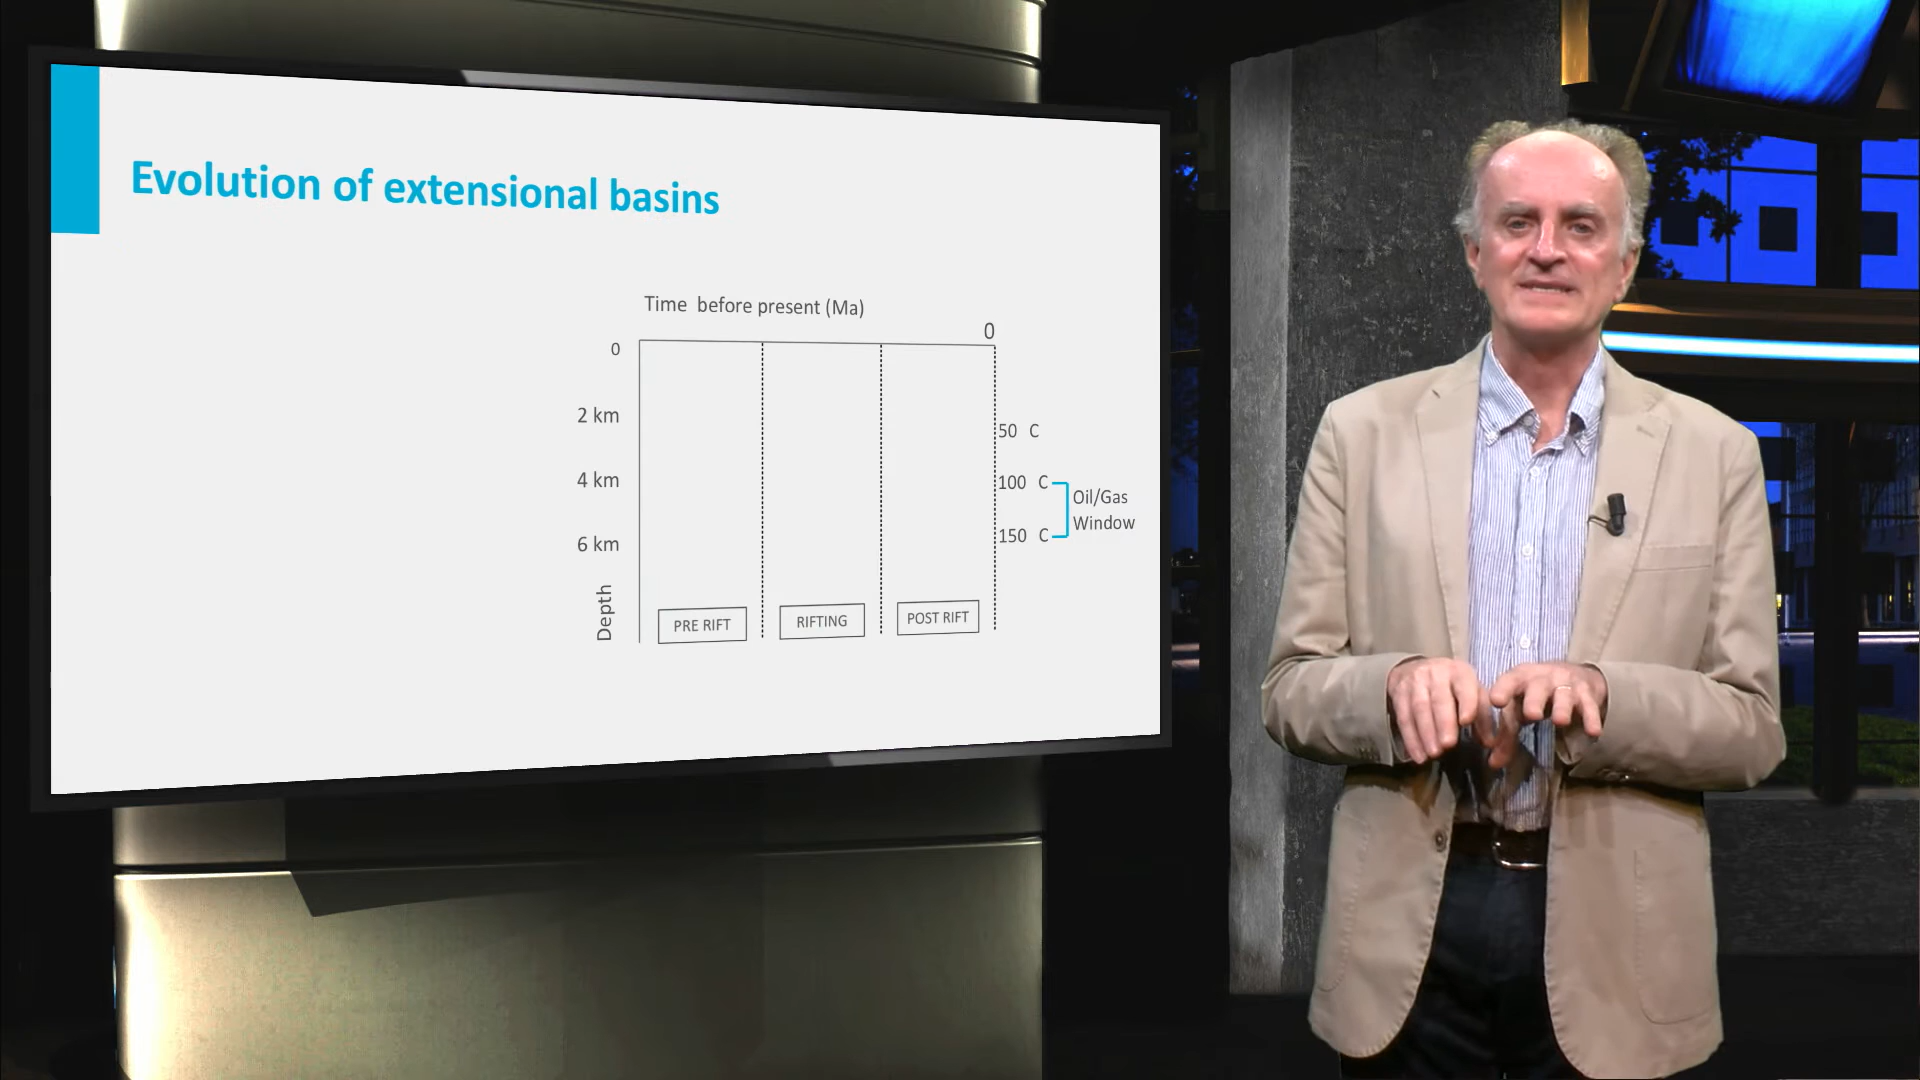 Evolution of extensional basins
Time before present (Ma)
0
0
2 km
4 km
6 km
Depth
50 C
100 C
150 C
Oil/Gas
Window
PRE RIFT
RIFTING
POST RIFT